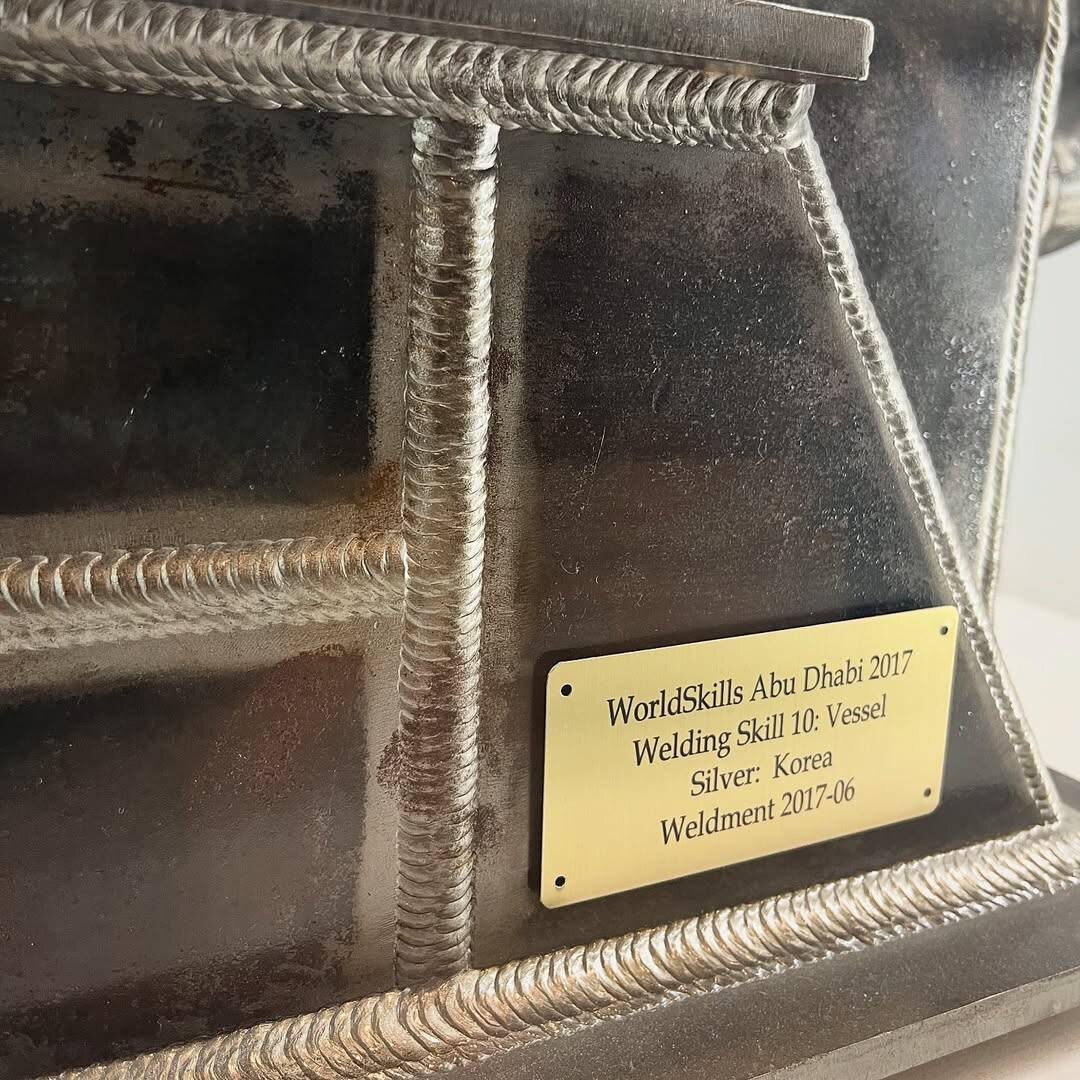 WorldSkills Abu Dhabi 2017
Welding Skill 10: Vessel
Silver: Korea
Weldment 2017-06